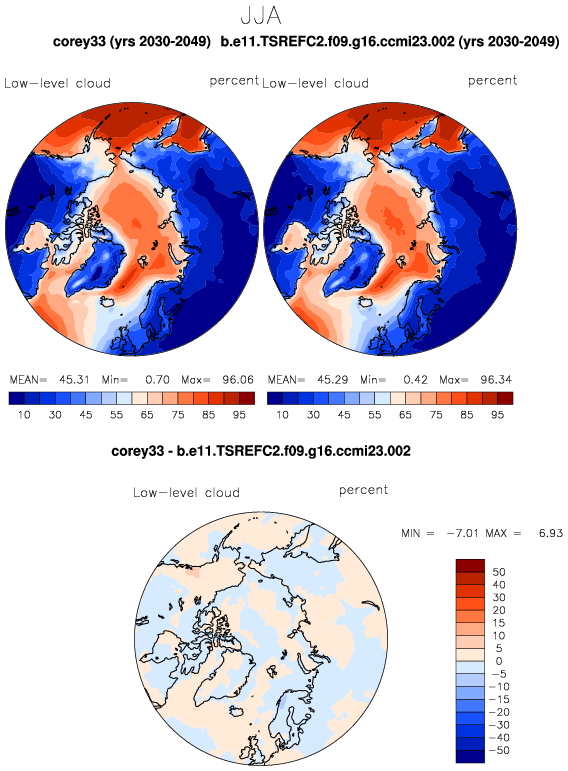 JJA
corey33 (yrs 2030-2049) b.e11.TSREFC2.f09.g16.ccmi23.002 (yrs 2030-2049)
Low-level cloud percent Low-level cloud percent
MEAN= 45.31 Min= 0.70 Max= 96.06 MEAN= 45.29 Min= 0.42 Max= 96.34
10 30 45 55 65 75 85 95 10 30 45 55 65 75 85 95
corey33 - b.e11.TSREFC2.f09.g16.ccmi23.002
Low-level cloud percent
MIN = -7.01 MAX = 6.93
50
40
30
20
15
10
5
0
-5
-10
-15
-20
-30
-40
-50